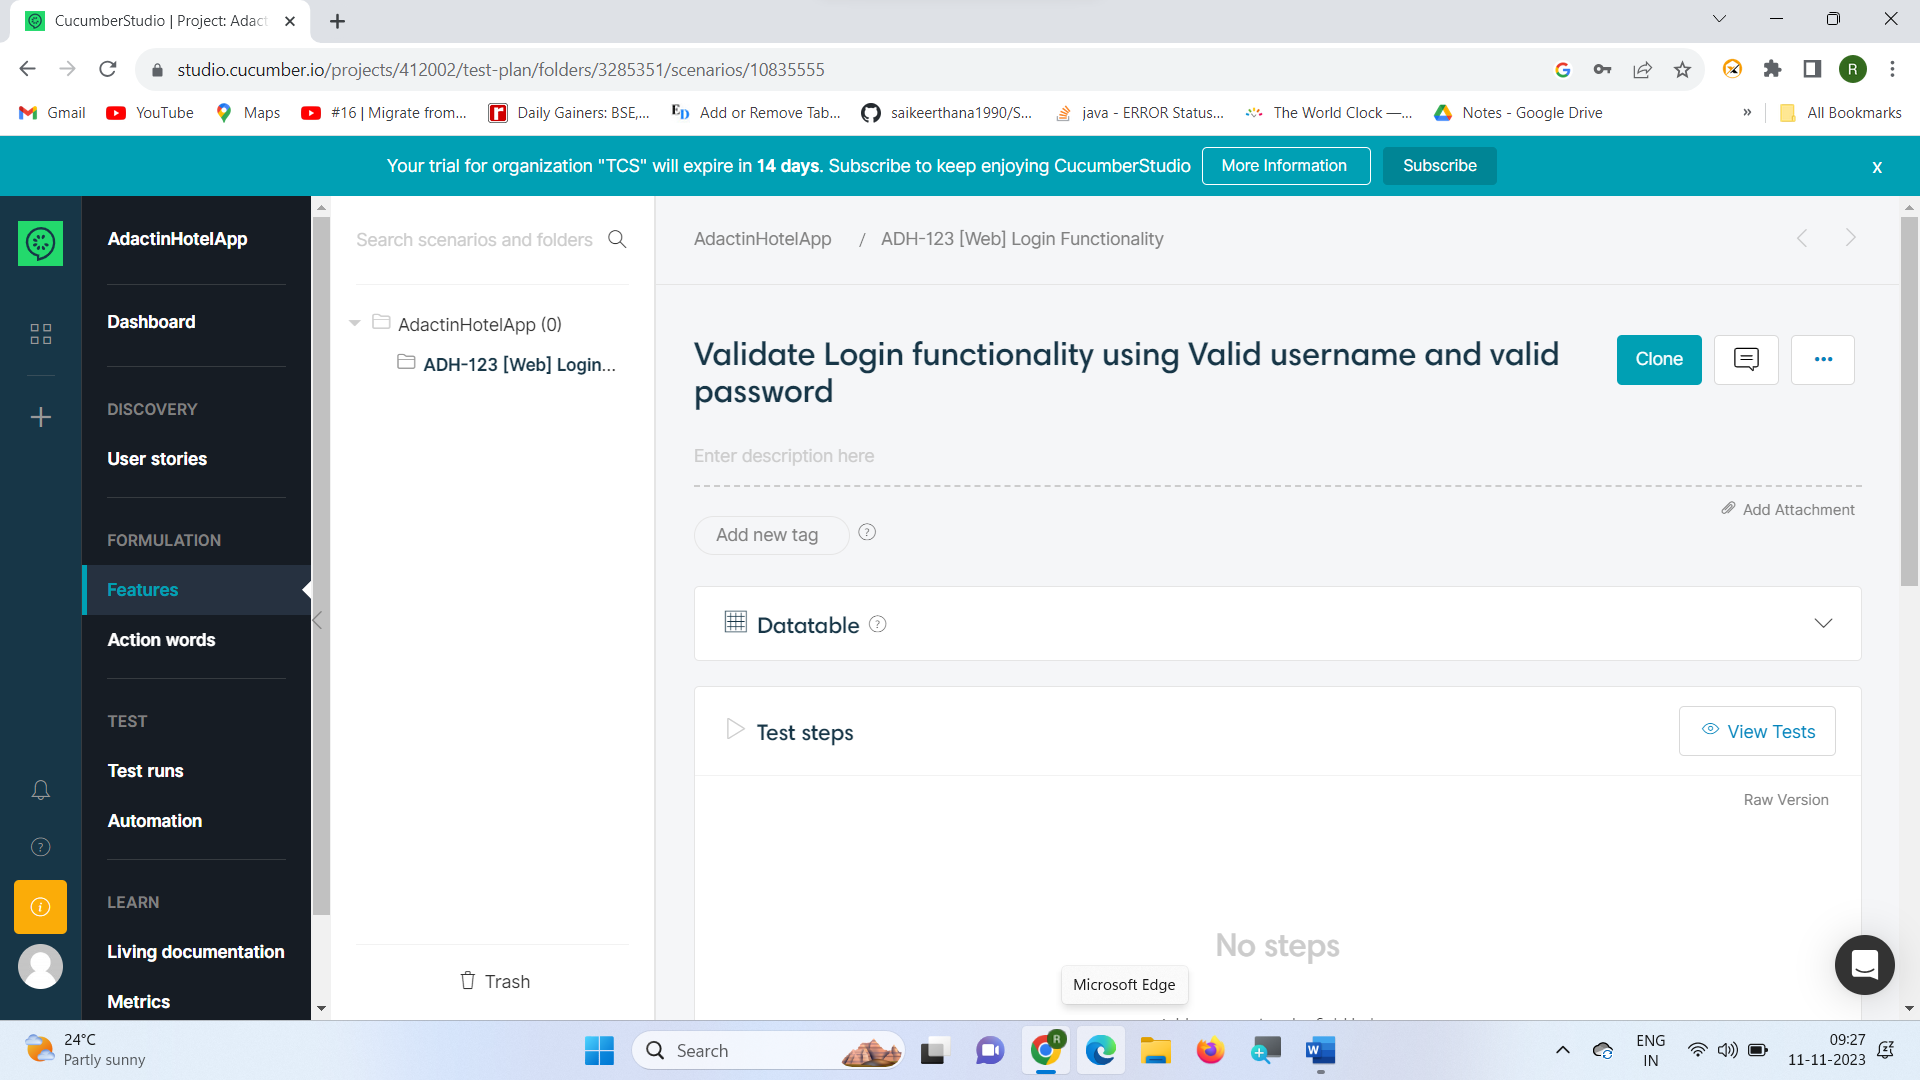 CucumberStudio | Project: Adact
studio.cucumber.io/projects/412002/test-plan/folders/3285351/scenarios/10835555
R
Gmail
YouTube
Maps
#16 | Migrate from...
Daily Gainers: BSE,...
Add or Remove Tab...
saikeerthana1990/S...
java - ERROR Status...
The World Clock —...
Notes - Google Drive
»
All Bookmarks
Your trial for organization "TCS" will expire in 14 days. Subscribe to keep enjoying CucumberStudio
More Information
Subscribe
x
AdactinHotelApp
Dashboard
DISCOVERY
User stories
FORMULATION
Features
Action words
TEST
Test runs
Automation
LEARN
Living documentation
Metrics
Search scenarios and folders
AdactinHotelApp (0)
ADH-123 [Web] Login...
Trash
AdactinHotelApp / ADH-123 [Web] Login Functionality
Validate Login functionality using Valid username and valid
password
Clone
Enter description here
Add Attachment
Add new tag
Datatable
Test steps
View Tests
Raw Version
No steps
Microsoft Edge
24°C
Partly sunny
Search
R
ENG
IN
09:27
11-11-2023